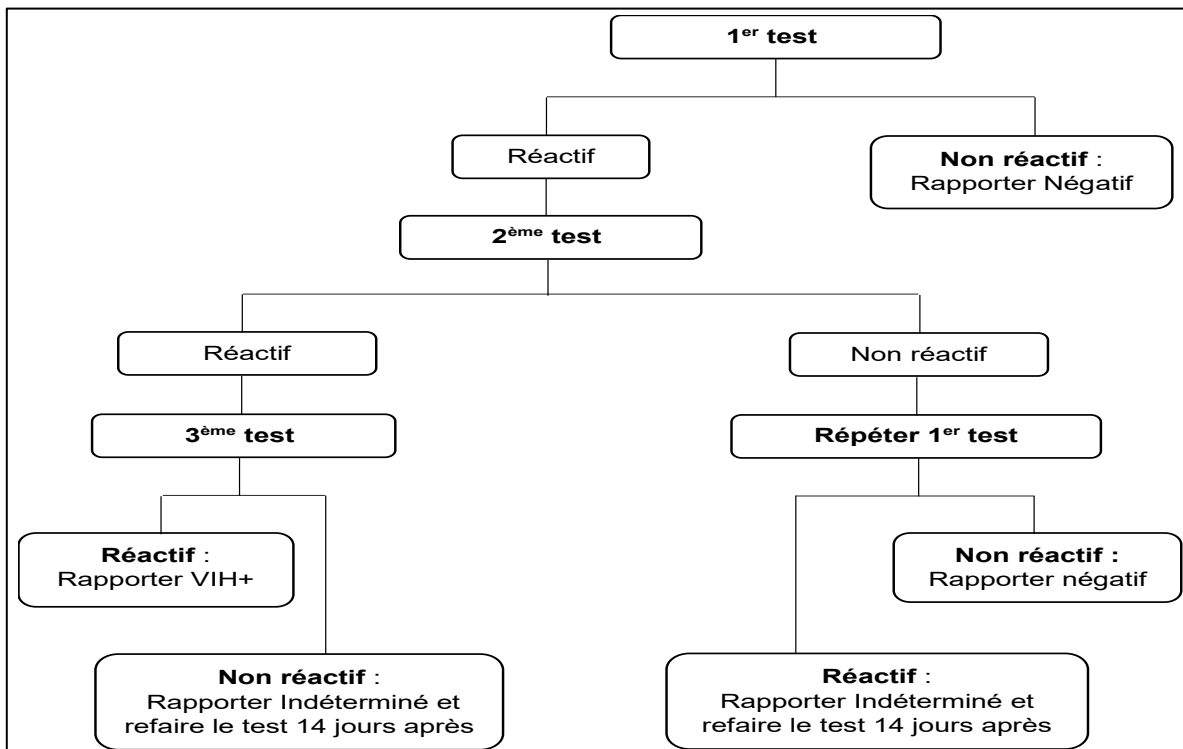 1er test
Réactif
Non réactif :
Rapporter Négatif
2ème test
Réactif
Non réactif
3ème test
Répéter 1er test
Réactif :
Rapporter VIH+
Non réactif :
Rapporter négatif
Non réactif :
Rapporter Indéterminé et
refaire le test 14 jours après
Réactif :
Rapporter Indéterminé et
refaire le test 14 jours après